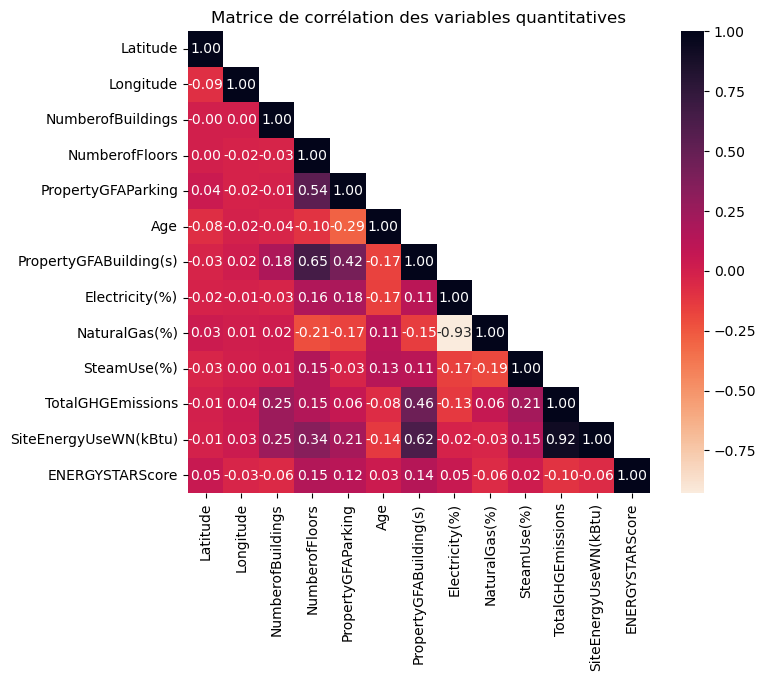 Matrice de corrélation des variables quantitatives
Latitude 1.00
Longitude -0.09 1.00
NumberofBuildings -0.00 0.00 1.00
NumberofFloors 0.00 -0.02 -0.03 1.00
PropertyGFAParking 0.04 -0.02 -0.01 0.54 1.00
Age -0.08 -0.02 -0.04 -0.10 -0.29 1.00
PropertyGFABuilding(s) -0.03 0.02 0.18 0.65 0.42 -0.17 1.00
Electricity(%) -0.02 -0.01 -0.03 0.16 0.18 -0.17 0.11 1.00
NaturalGas(%) 0.03 0.01 0.02 -0.21 -0.17 0.11 -0.15 -0.93 1.00
SteamUse(%) -0.03 0.00 0.01 0.15 -0.03 0.13 0.11 -0.17 -0.19 1.00
TotalGHGEmissions -0.01 0.04 0.25 0.15 0.06 -0.08 0.46 -0.13 0.06 0.21 1.00
SiteEnergyUseWN(kBtu) -0.01 0.03 0.25 0.34 0.21 -0.14 0.62 -0.02 -0.03 0.15 0.92 1.00
ENERGYSTARScore 0.05 -0.03 -0.06 0.15 0.12 0.03 0.14 0.05 -0.06 0.02 -0.10 -0.06 1.00
Latitude
Longitude
NumberofBuildings
NumberofFloors
PropertyGFAParking
Age
PropertyGFABuilding(s)
Electricity(%)
NaturalGas(%)
SteamUse(%)
TotalGHGEmissions
SiteEnergyUseWN(kBtu)
ENERGYSTARScore
1.00
0.75
0.50
0.25
0.00
−0.25
−0.50
−0.75